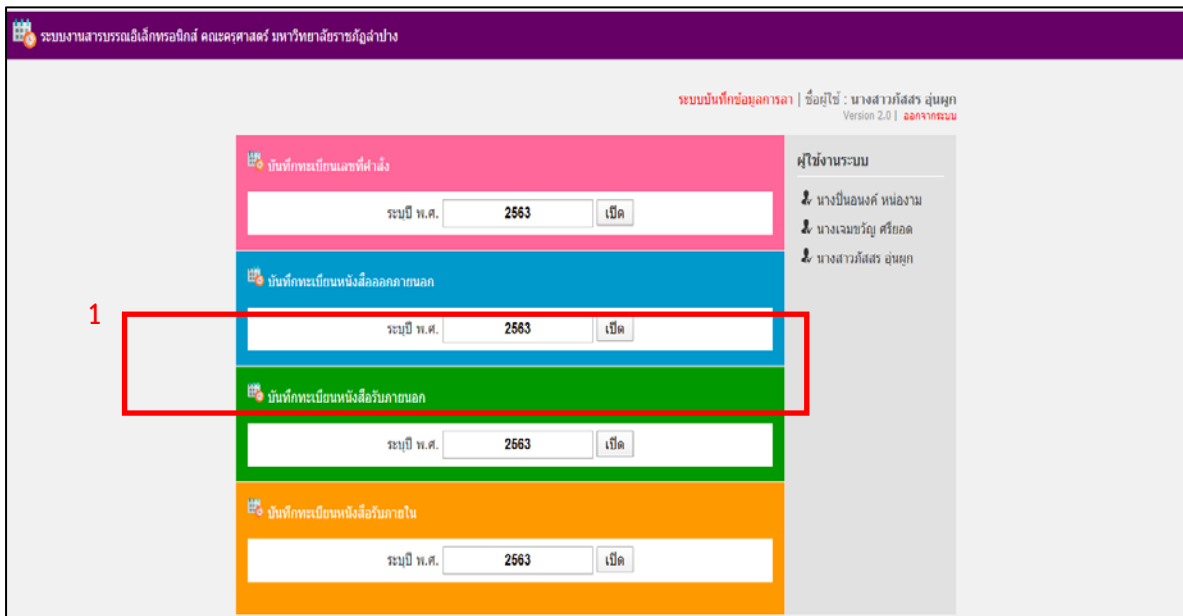 ระบบงานสารบรรณอิเล็กทรอนิกส์ คณะครุศาสตร์ มหาวิทยาลัยราชภัฏลำปาง
ระบบบันทึกข้อมูลการลา | ชื่อผู้ใช้ : นางสาวภัสสร อุ่นผูก
Version 2.0 | ออกจากระบบ
บันทึกทะเบียนเลขที่คำสั่ง
ระบุปี พ.ศ. 2563 เปิด
บันทึกทะเบียนหนังสือออกภายนอก
1
ระบุปี พ.ศ. 2563 เปิด
บันทึกทะเบียนหนังสือรับภายนอก
ระบุปี พ.ศ. 2563 เปิด
บันทึกทะเบียนหนังสือรับภายใน
ระบุปี พ.ศ. 2563 เปิด
ผู้ใช้งานระบบ
นางปิ่นอนงค์ หน่องาม
นางเจมขวัญ ศรียอด
นางสาวภัสสร อุ่นผูก